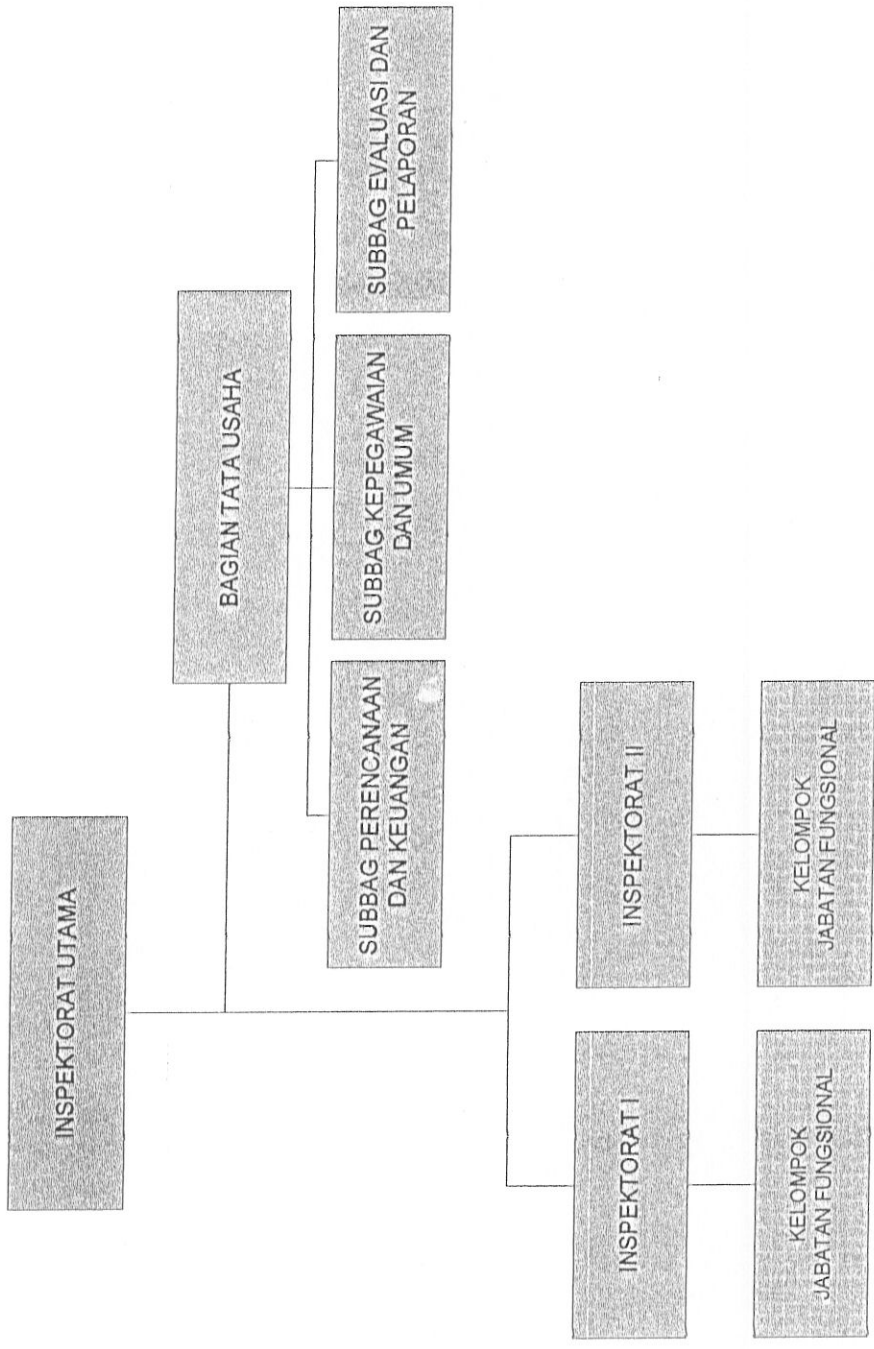 INSPEKTORAT UTAMA
BAGIAN TATA USAHA
SUBBAG PERENCANAAN
DAN KEUANGAN
SUBBAG KEPEGAWAIAN
DAN UMUM
SUBBAG EVALUASI DAN
PELAPORAN
INSPEKTORAT I
INSPEKTORAT II
KELOMPOK
JABATAN FUNGSIONAL
KELOMPOK
JABATAN FUNGSIONAL